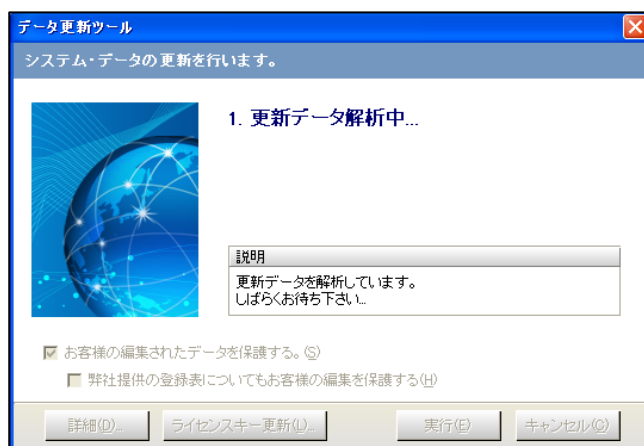 データ更新ツール
システム・データの更新を行います。
1. 更新データ解析中...
説明
更新データを解析しています。
しばらくお待ち下さい...
お客様の編集されたデータを保護する。(S)
弊社提供の登録表についてもお客様の編集を保護する(H)
詳細(D)... ライセンスキー更新(L)... 実行(E) キャンセル(C)